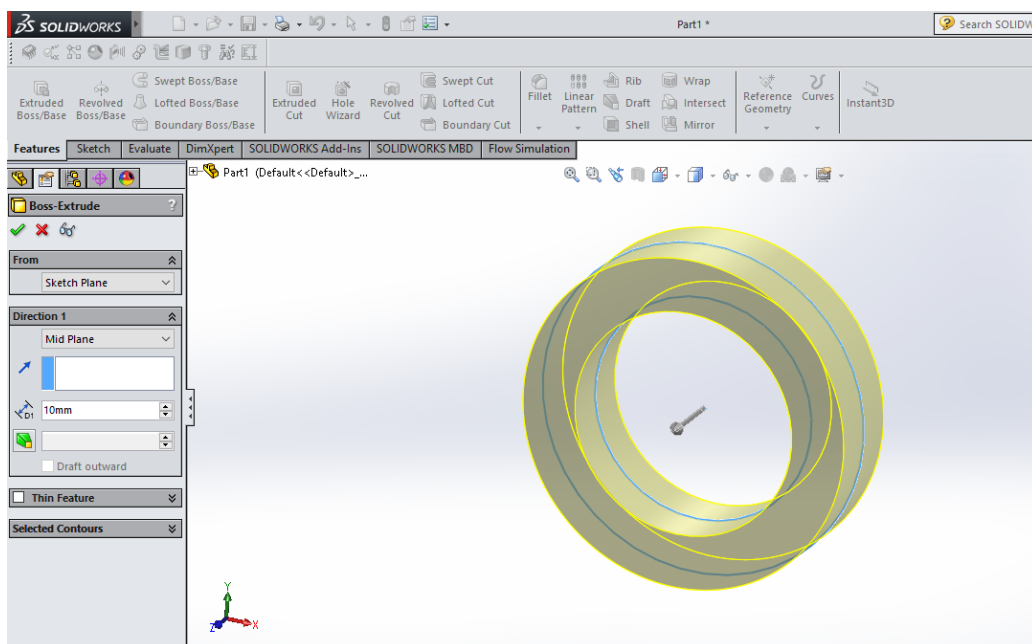 SOLIDWORKS
Part1 *
Search SOLIDW
Extruded Boss/Base
Revolved Boss/Base
Swept Boss/Base
Lofted Boss/Base
Boundary Boss/Base
Extruded Cut
Hole Wizard
Revolved Cut
Swept Cut
Lofted Cut
Boundary Cut
Fillet
Linear Pattern
Rib
Draft
Shell
Wrap
Intersect
Mirror
Reference Geometry
Curves
Instant3D
Features
Sketch
Evaluate
DimXpert
SOLIDWORKS Add-Ins
SOLIDWORKS MBD
Flow Simulation
Part1 (Default<<Default>_...
Boss-Extrude
?
From
Sketch Plane
Direction 1
Mid Plane
D1
10mm
Draft outward
Thin Feature
Selected Contours
Y
Z
X